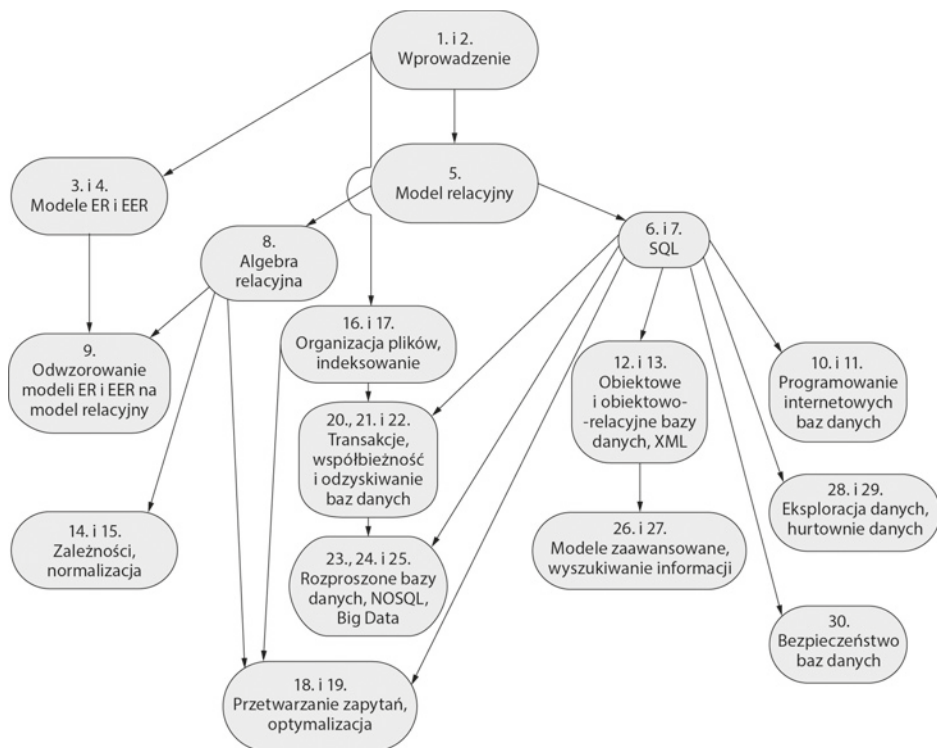 1. i 2.
Wprowadzenie
3. i 4.
Modele ER i EER
5.
Model relacyjny
6. i 7.
SQL
8.
Algebra
relacyjna
9.
Odwzorowanie
modeli ER i EER na
model relacyjny
16. i 17.
Organizacja plików,
indeksowanie
12. i 13.
Obiektowe
i obiektowo-
-relacyjne bazy
danych, XML
10. i 11.
Programowanie
internetowych
baz danych
20., 21. i 22.
Transakcje,
współbieżność
i odzyskiwanie
baz danych
28. i 29.
Eksploracja danych,
hurtownie danych
14. i 15.
Zależności,
normalizacja
23., 24. i 25.
Rozproszone bazy
danych, NOSQL,
Big Data
26. i 27.
Modele zaawansowane,
wyszukiwanie informacji
30.
Bezpieczeństwo
baz danych
18. i 19.
Przetwarzanie zapytań,
optymalizacja